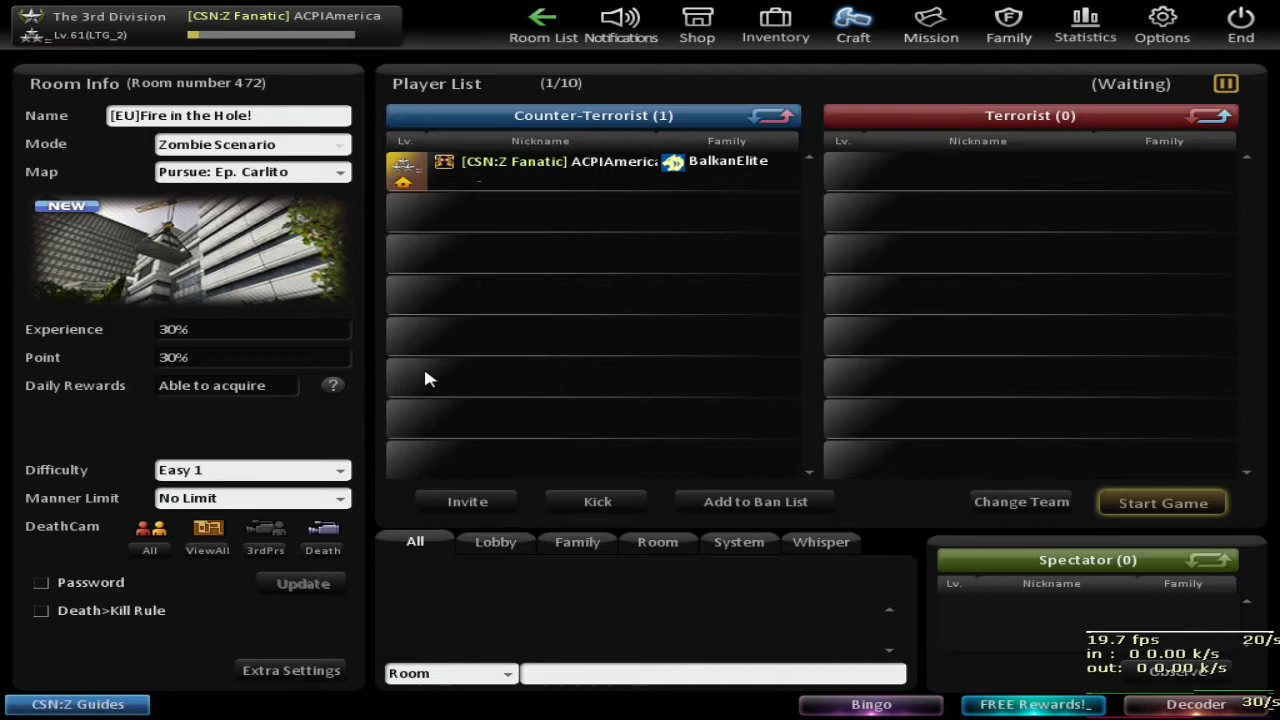 The 3rd Division [CSN:Z Fanatic] ACPIAmerica
Lv.61(LTG_2)
Room List Notifications Shop Inventory Craft Mission Family Statistics Options End
Room Info (Room number 472)
Name [EU]Fire in the Hole!
Mode Zombie Scenario
Map Pursue: Ep. Carlito
NEW
Experience 30%
Point 30%
Daily Rewards Able to acquire ?
Difficulty Easy 1
Manner Limit No Limit
DeathCam
All ViewAll 3rdPrs Death
Password Update
Death>Kill Rule
Extra Settings
Player List (1/10) (Waiting)
Counter-Terrorist (1)
Lv. Nickname Family
[CSN:Z Fanatic] ACPIAmerica BalkanElite
Terrorist (0)
Lv. Nickname Family
Invite Kick Add to Ban List Change Team Start Game
All Lobby Family Room System Whisper
Room
Spectator (0)
Lv. Nickname Family
19.7 fps 20/s
in : 0 0.00 k/s
out: 0 0.00 k/s
Observe
30/s
CSN:Z Guides Bingo FREE Rewards!_ Decoder